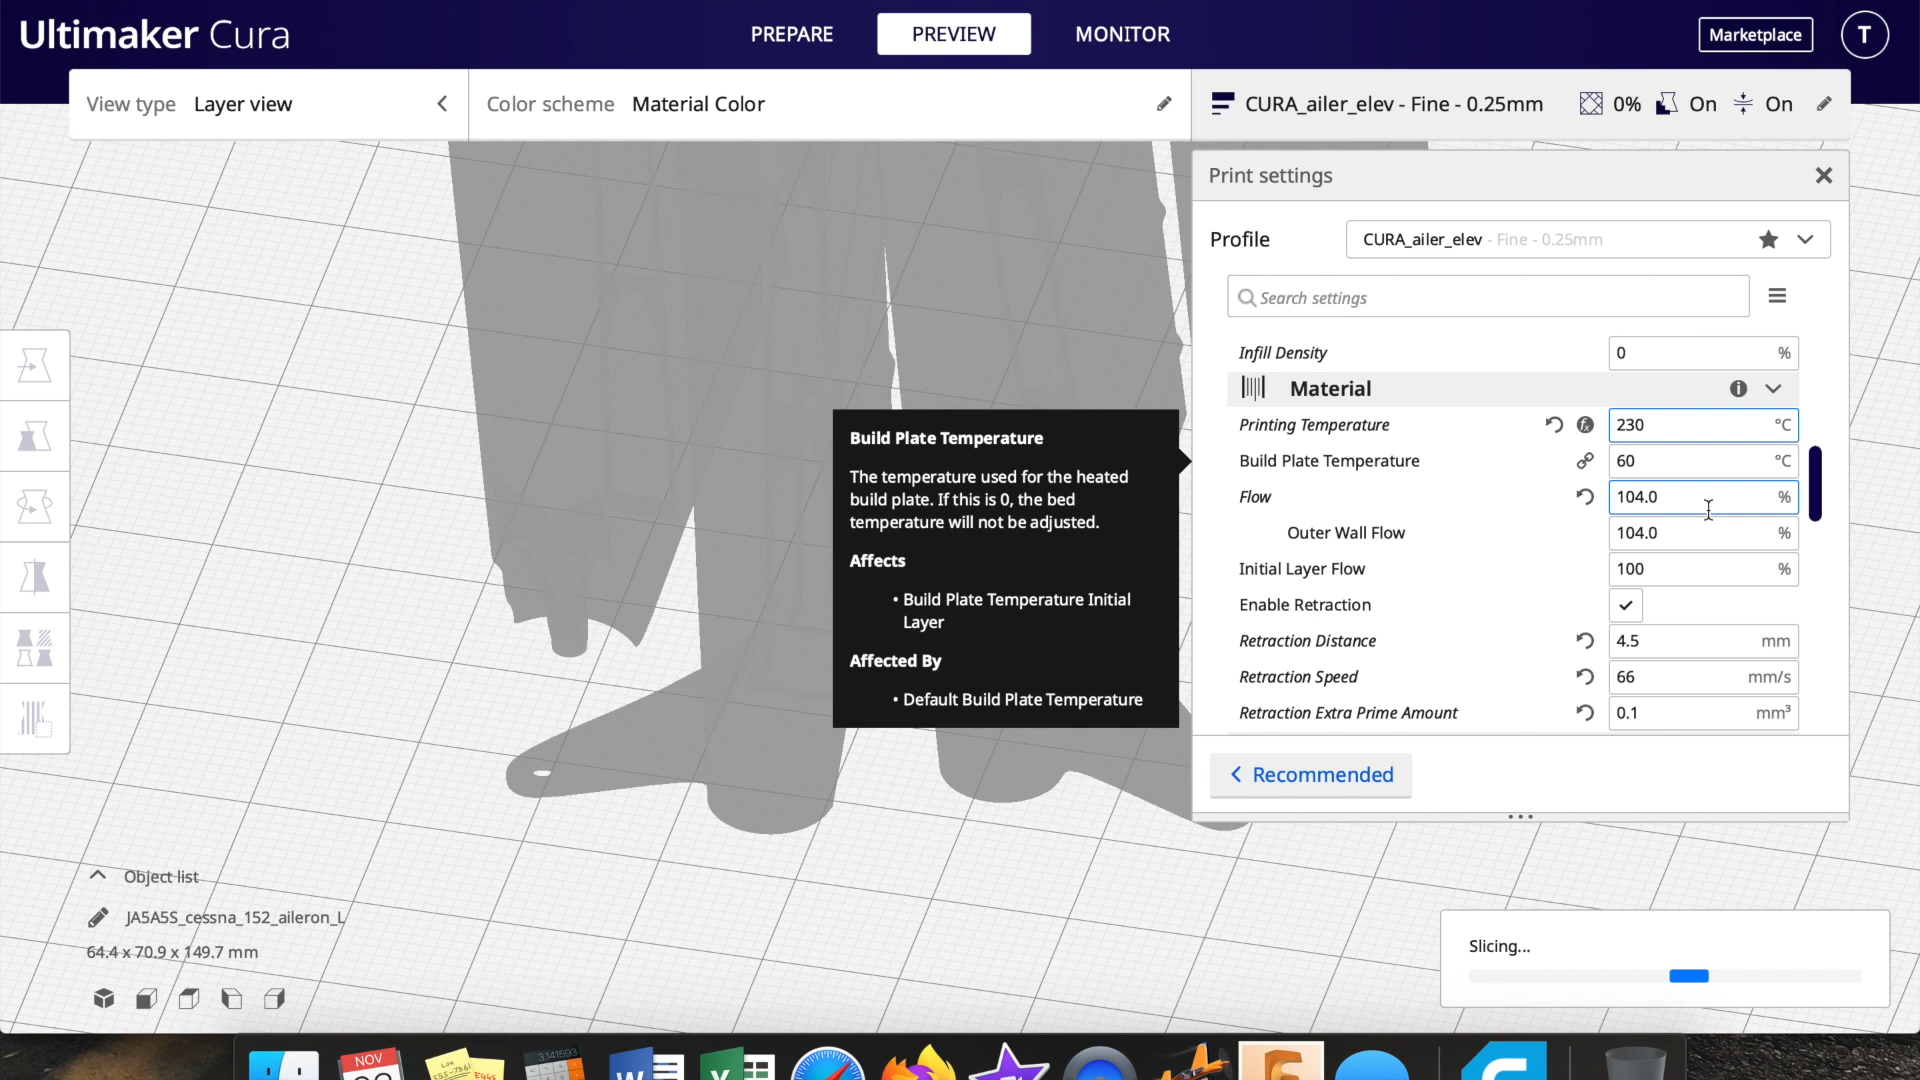 Ultimaker Cura
PREPARE
PREVIEW
MONITOR
Marketplace
T
View type Layer view
Color scheme Material Color
CURA_ailer_elev - Fine - 0.25mm
0%
On
On
Print settings
Profile
CURA_ailer_elev - Fine - 0.25mm
Search settings
Infill Density 0 %
Material
Printing Temperature 230 °C
Build Plate Temperature 60 °C
Flow 104.0 %
Outer Wall Flow 104.0 %
Initial Layer Flow 100 %
Enable Retraction
Retraction Distance 4.5 mm
Retraction Speed 66 mm/s
Retraction Extra Prime Amount 0.1 mm³
Recommended
Build Plate Temperature
The temperature used for the heated
build plate. If this is 0, the bed
temperature will not be adjusted.
Affects
• Build Plate Temperature Initial
Layer
Affected By
• Default Build Plate Temperature
Object list
JA5A5S_cessna_152_aileron_L
64.4 x 70.9 x 149.7 mm
Slicing...
NOV
3.141593
W
X